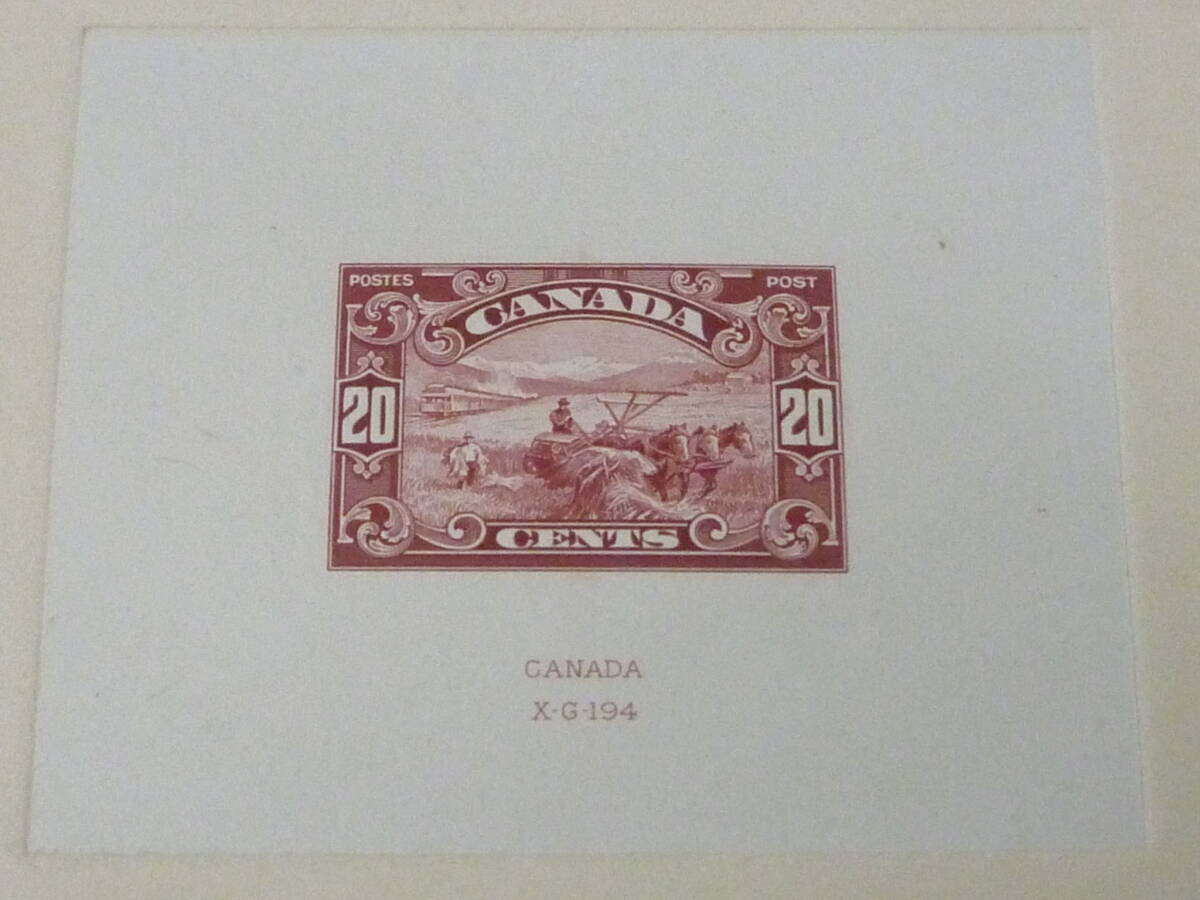 POSTES POST
CANADA
20 20
CENTS
CANADA
X-G-194